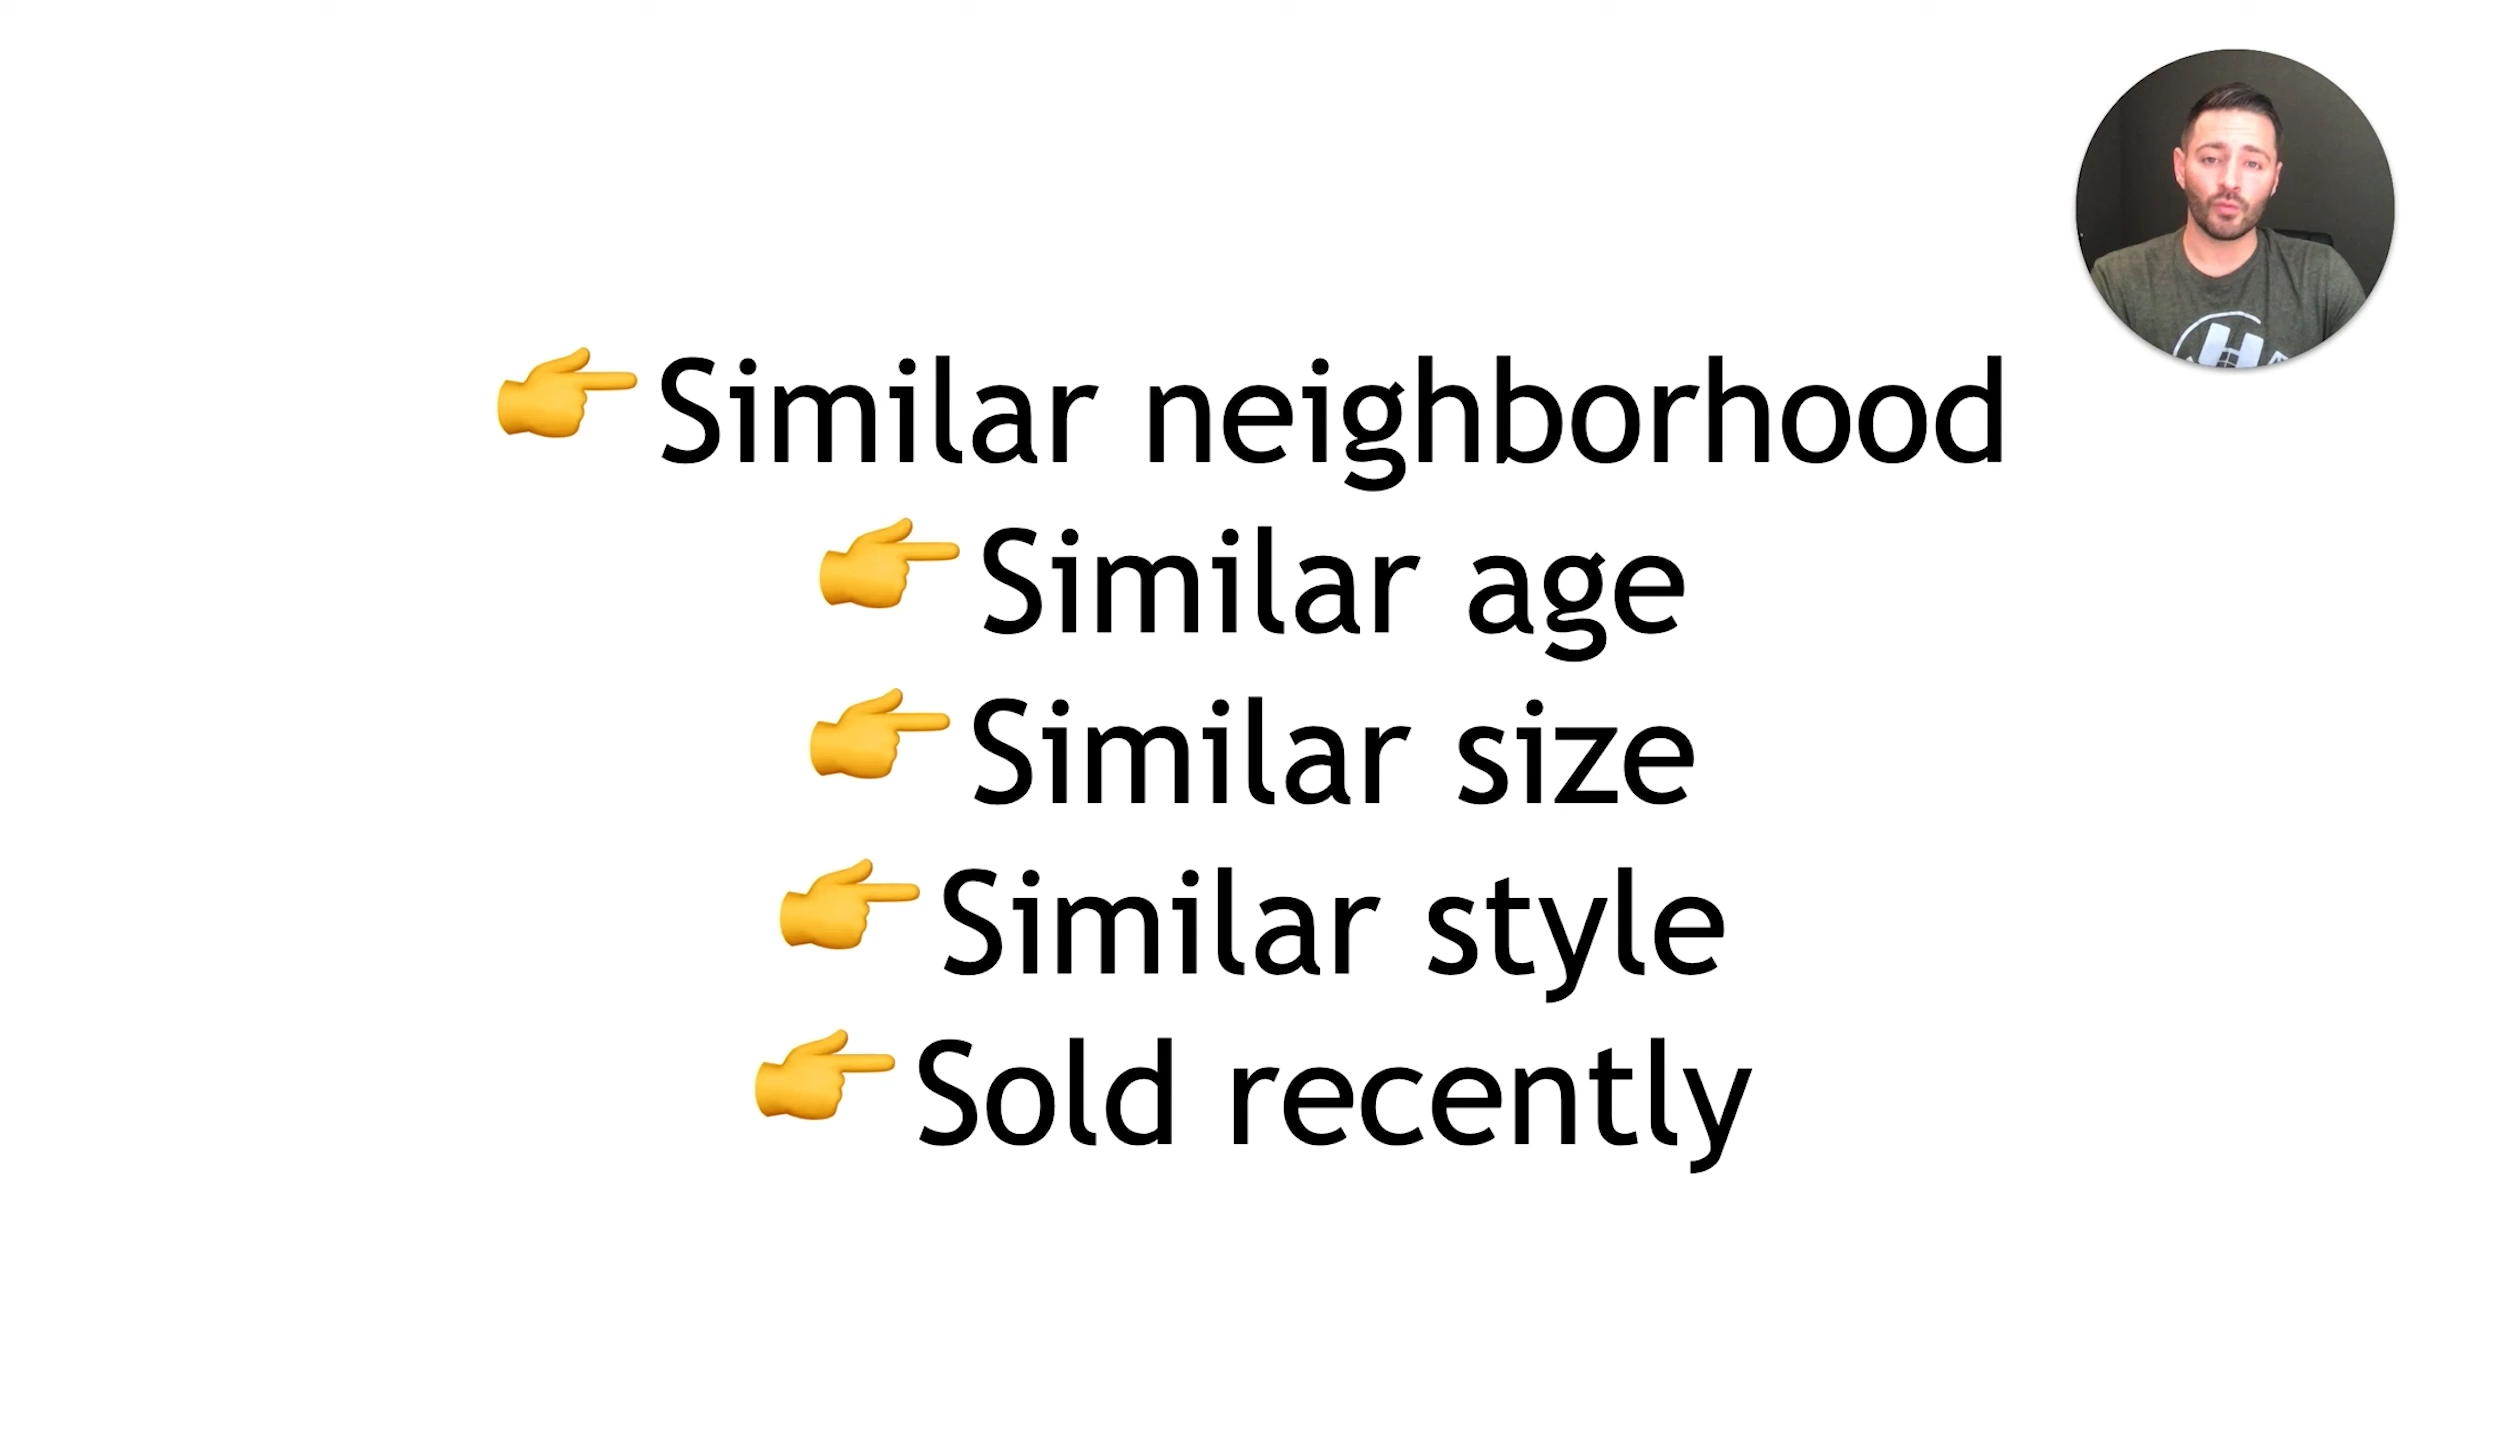 👉 Similar neighborhood
👉 Similar age
👉 Similar size
👉 Similar style
👉 Sold recently